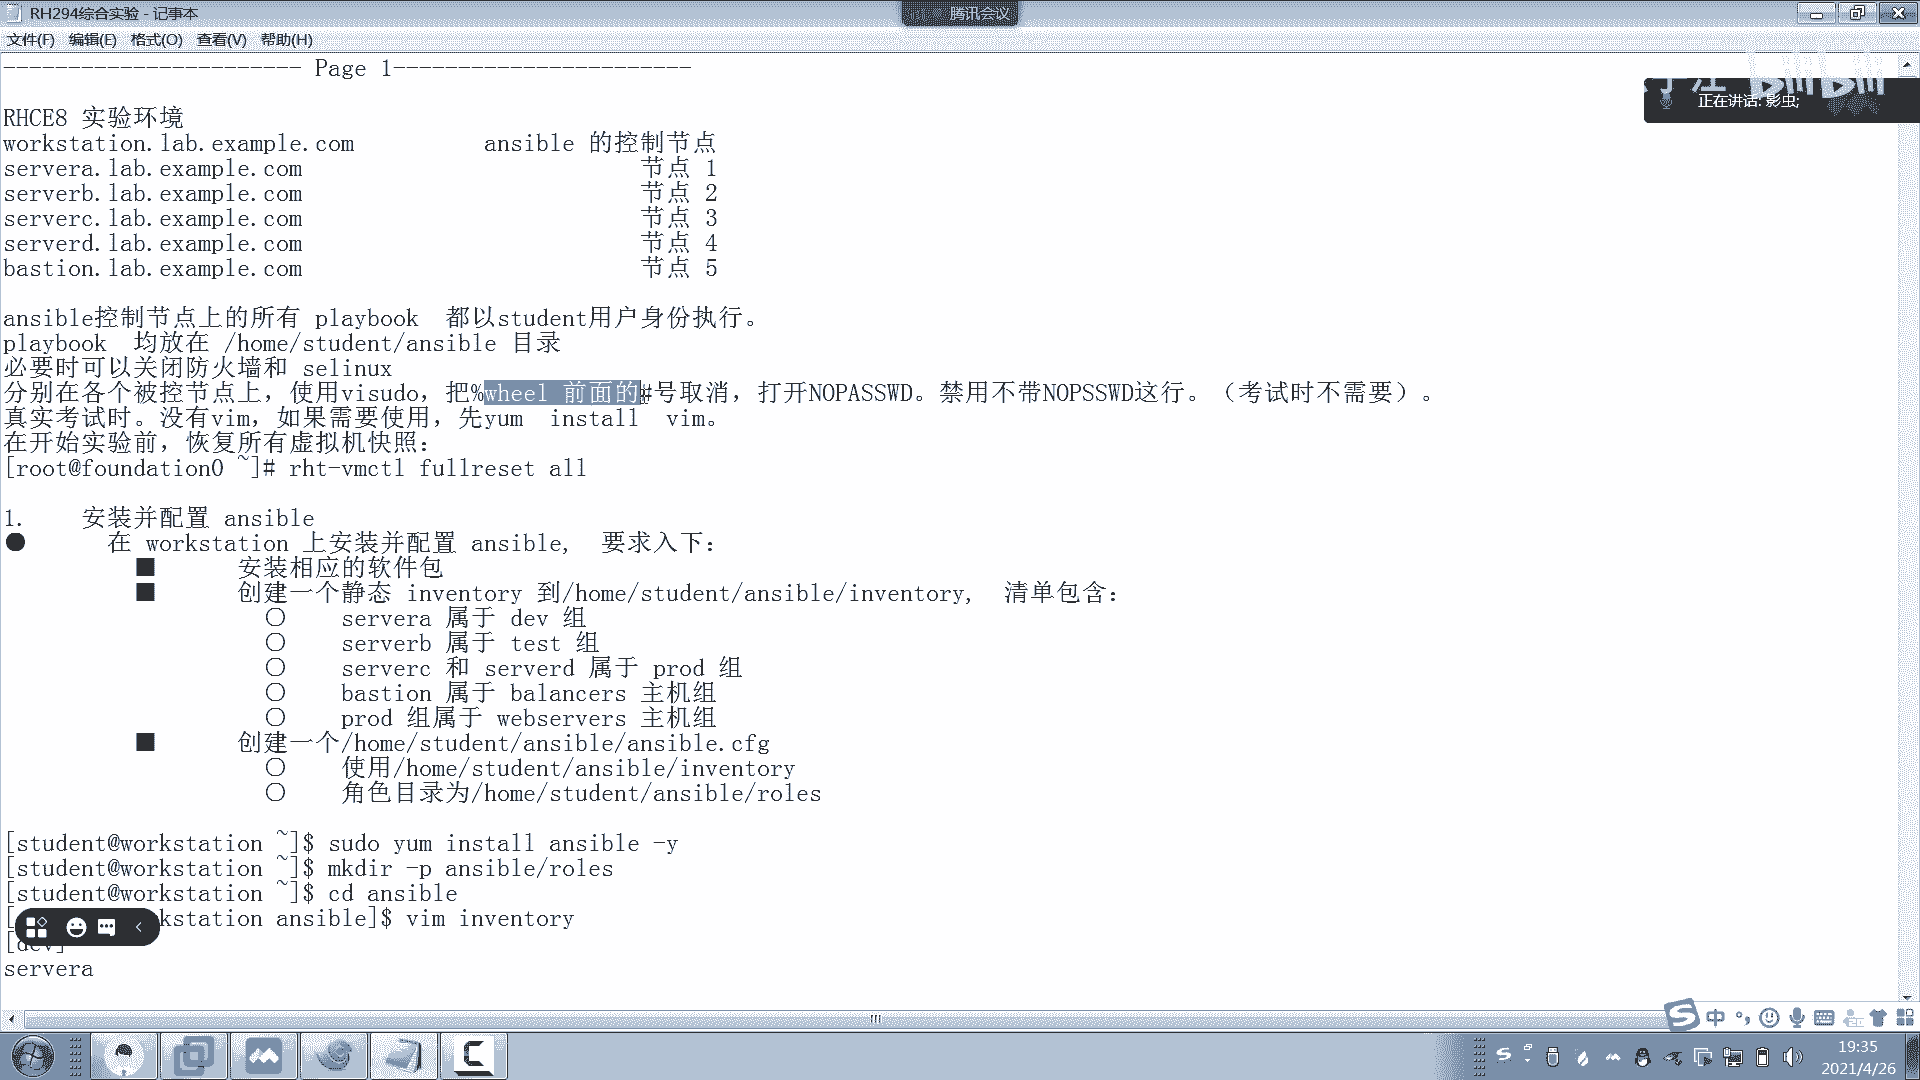 RH294综合实验 - 记事本
腾讯会议
文件(F) 编辑(E) 格式(O) 查看(V) 帮助(H)
----------------------- Page 1-----------------------
正在讲话: 影虫;
RHCE8 实验环境
workstation.lab.example.com ansible 的控制节点
servera.lab.example.com 节点 1
serverb.lab.example.com 节点 2
serverc.lab.example.com 节点 3
serverd.lab.example.com 节点 4
bastion.lab.example.com 节点 5
ansible控制节点上的所有 playbook 都以student用户身份执行。
playbook 均放在 /home/student/ansible 目录
必要时可以关闭防火墙和 selinux
分别在各个被控节点上，使用visudo，把%wheel 前面的#号取消，打开NOPASSWD。禁用不带NOPSSWD这行。（考试时不需要）。
真实考试时。没有vim，如果需要使用，先yum install vim。
在开始实验前，恢复所有虚拟机快照：
[root@foundation0 ~]# rht-vmctl fullreset all
1. 安装并配置 ansible
● 在 workstation 上安装并配置 ansible, 要求入下：
■ 安装相应的软件包
■ 创建一个静态 inventory 到/home/student/ansible/inventory, 清单包含：
○ servera 属于 dev 组
○ serverb 属于 test 组
○ serverc 和 serverd 属于 prod 组
○ bastion 属于 balancers 主机组
○ prod 组属于 webservers 主机组
■ 创建一个/home/student/ansible/ansible.cfg
○ 使用/home/student/ansible/inventory
○ 角色目录为/home/student/ansible/roles
[student@workstation ~]$ sudo yum install ansible -y
[student@workstation ~]$ mkdir -p ansible/roles
[student@workstation ~]$ cd ansible
kstation ansible]$ vim inventory
[dev]
servera
中
19:35
2021/4/26